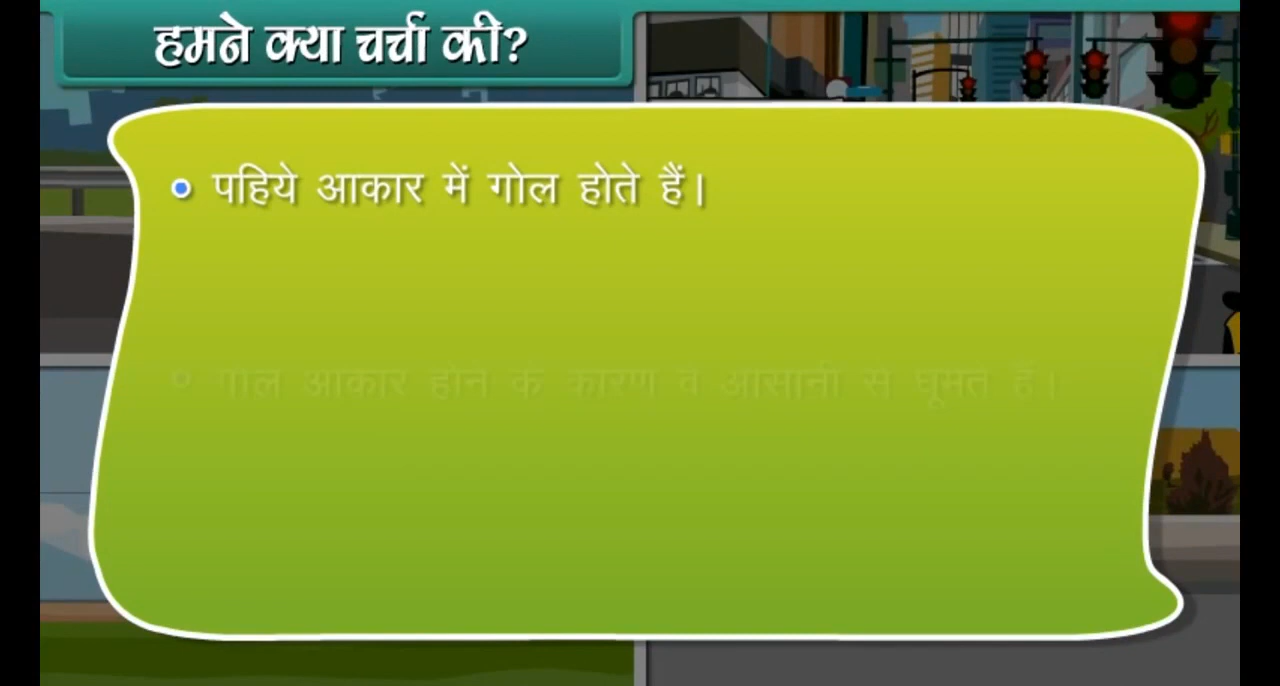 हमने क्या चर्चा की?
पहिये आकार में गोल होते हैं।
गोल आकार होने के कारण वे आसानी से घूमते हैं।